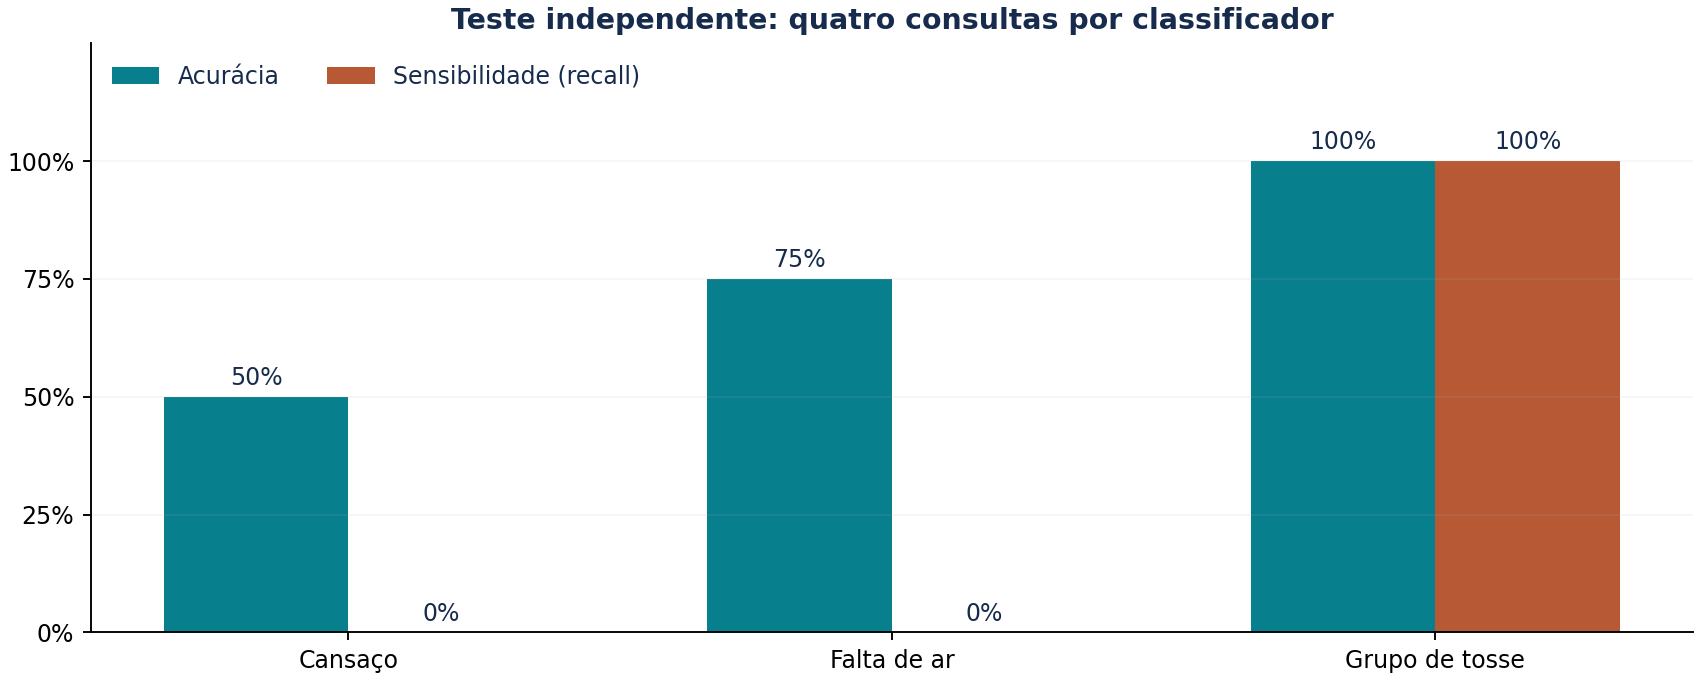 Teste independente: quatro consultas por classificador
Acurácia
Sensibilidade (recall)
100%
75%
50%
25%
0%
50%
0%
75%
0%
100%
100%
Cansaço
Falta de ar
Grupo de tosse